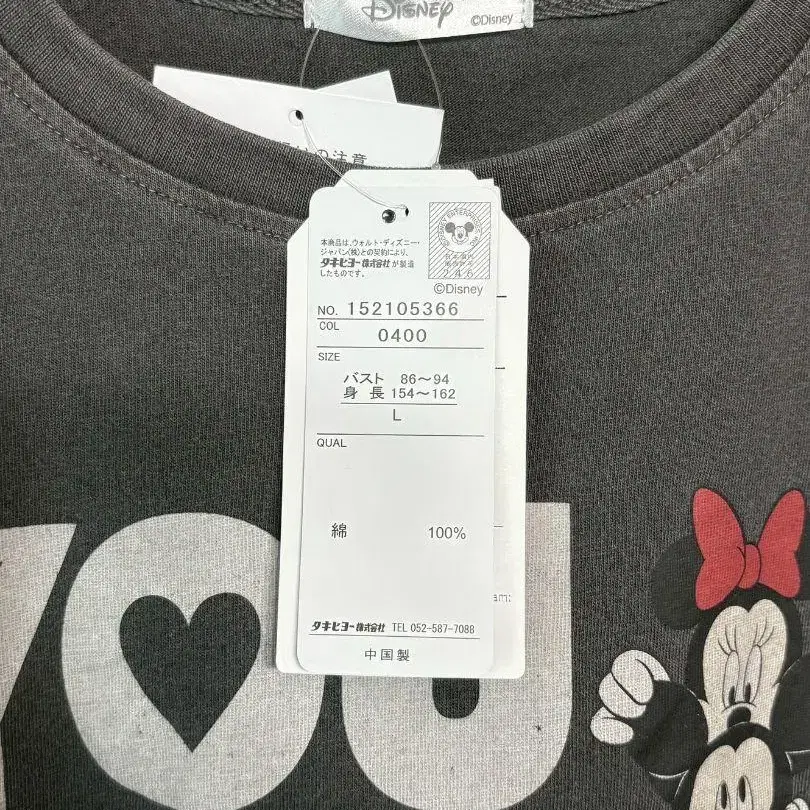 Disney
©Disney
の注意
本商品は、ウォルト・ディズニー・
ジャパン(株)との契約により、
タキヒヨー株式会社が製造
したものです。
246
©Disney
NO. 152105366
COL
0400
SIZE
バスト 86～94
身長 154～162
L
QUAL
綿 100%
タキヒヨー株式会社 TEL 052-587-7088
中国製
YOU